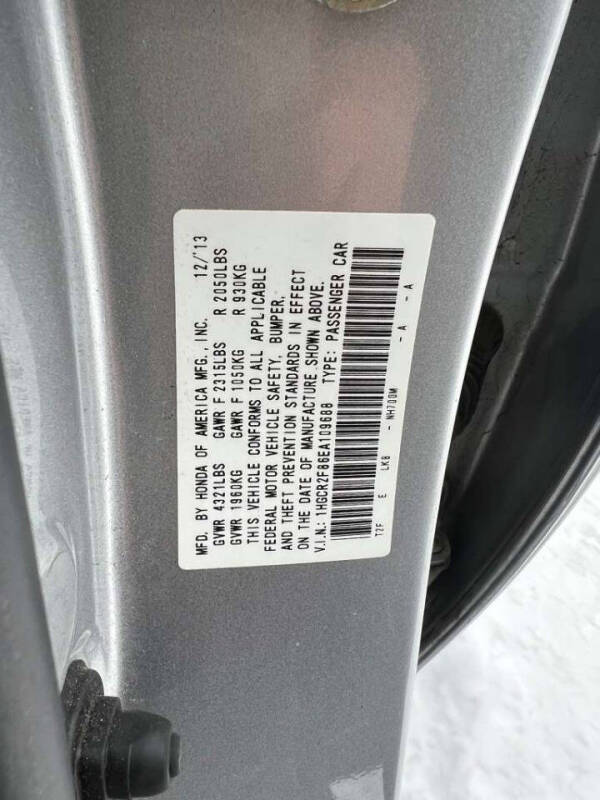 MFD. BY HONDA OF AMERICA MFG., INC. 12/'13
GVWR 4321LBS GAWR F 2315LBS R 2050LBS
GVWR 1960KG GAWR F 1050KG R 930KG
THIS VEHICLE CONFORMS TO ALL APPLICABLE
FEDERAL MOTOR VEHICLE SAFETY, BUMPER,
AND THEFT PREVENTION STANDARDS IN EFFECT
ON THE DATE OF MANUFACTURE SHOWN ABOVE.
V.I.N.: 1HGCR2F86EA109688 TYPE: PASSENGER CAR
T2F E LKB - NH700M - A - A